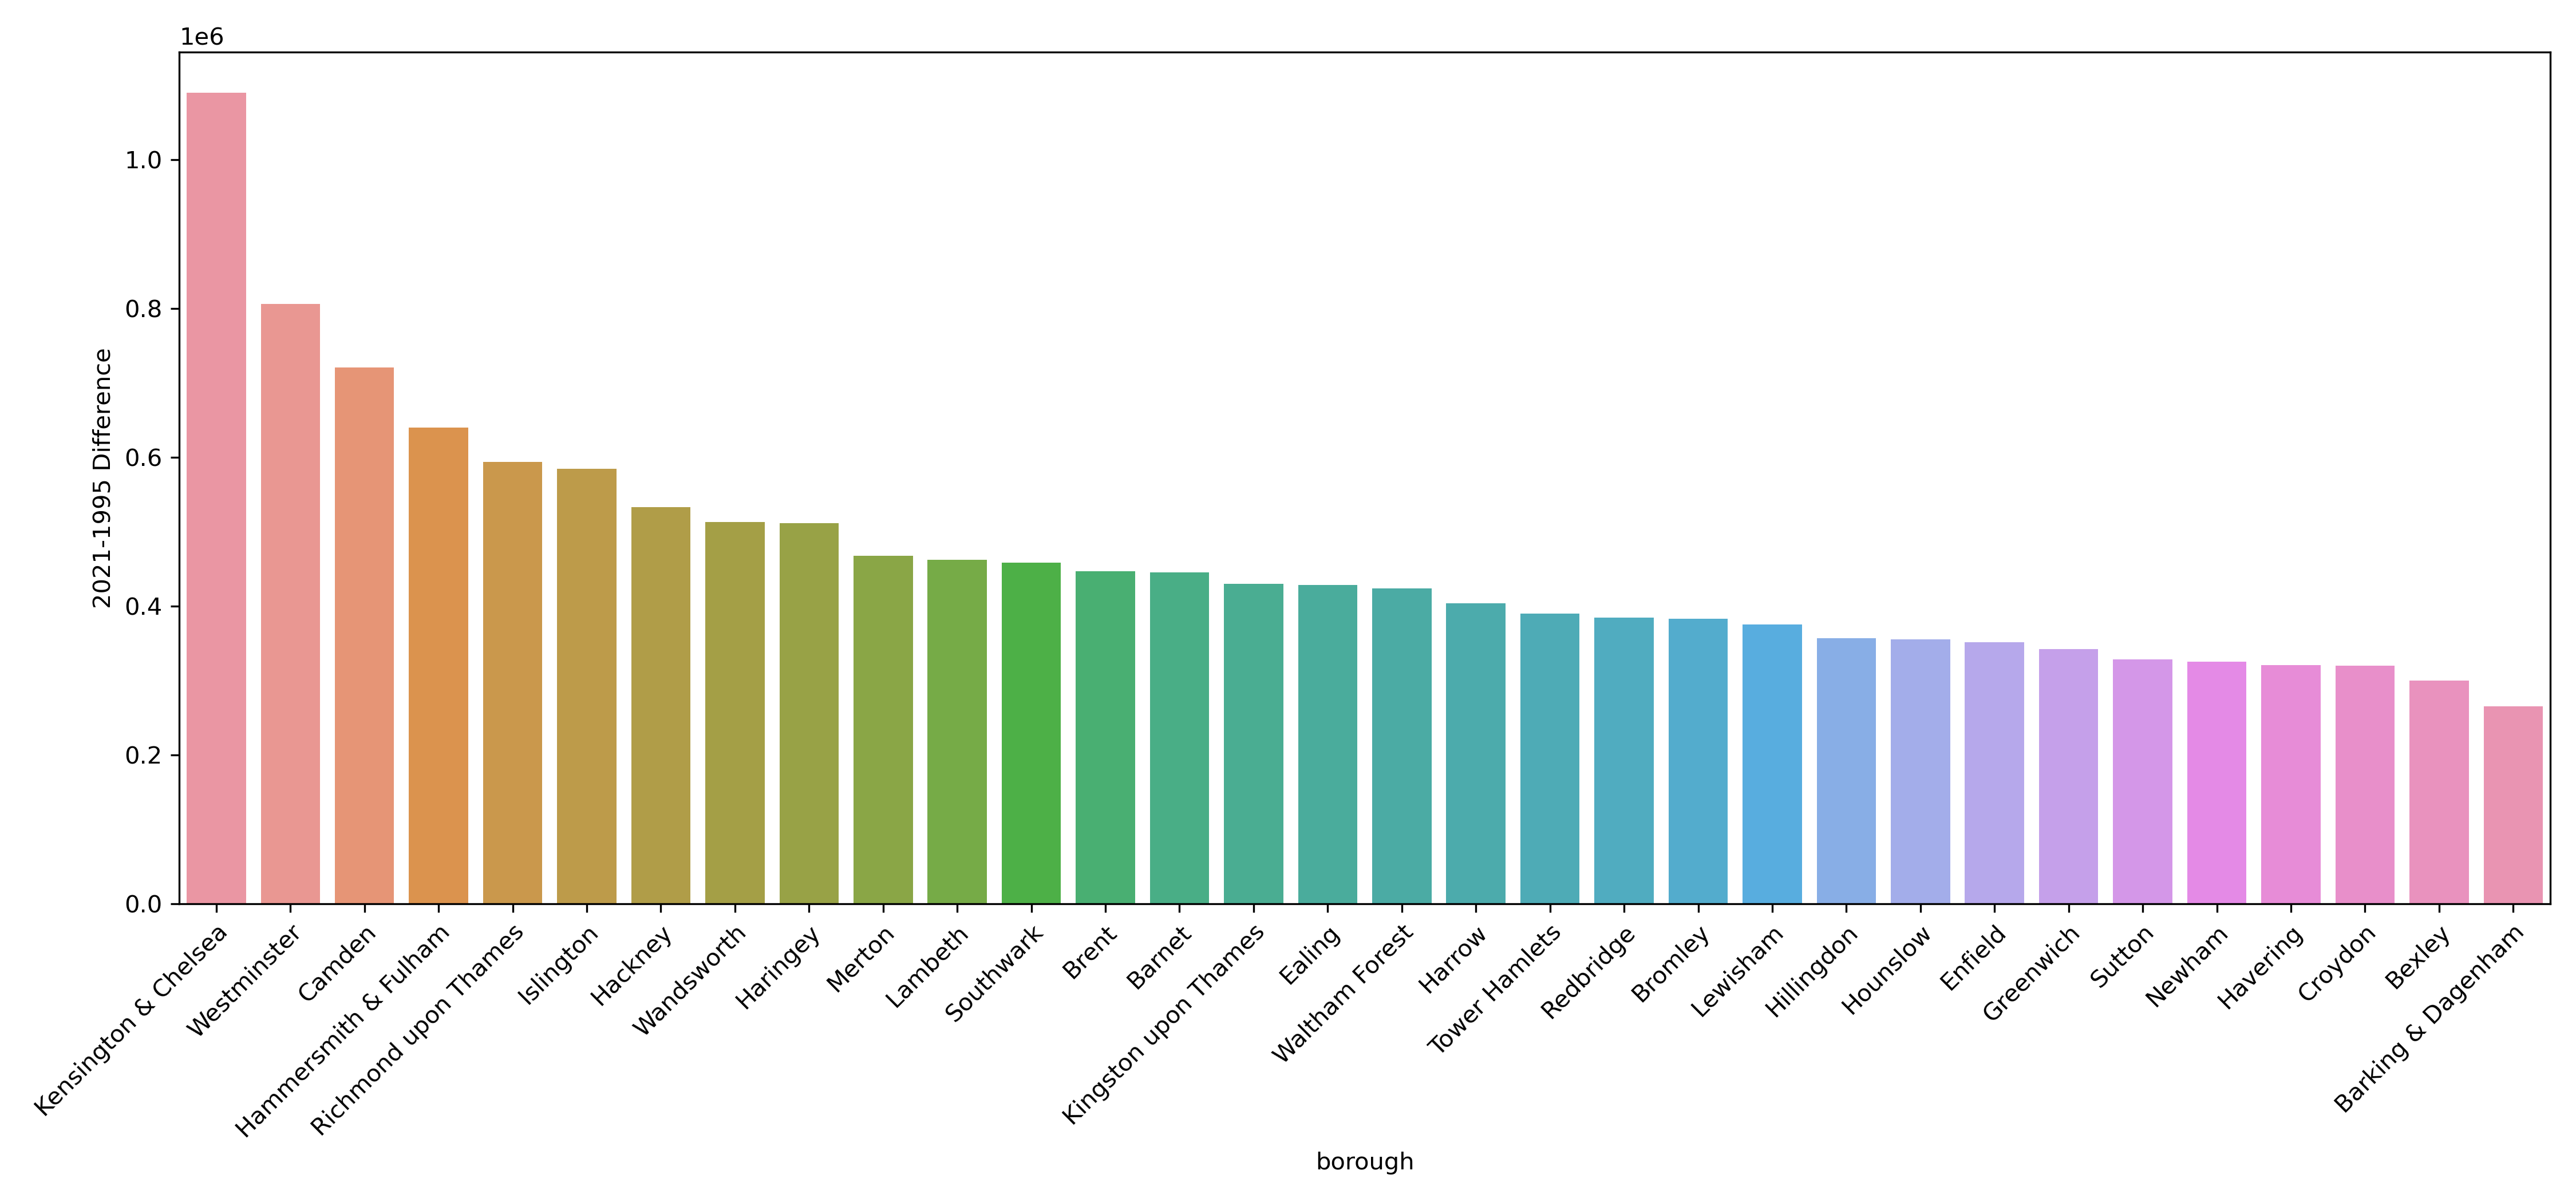 1e6
1.0
0.8
0.6
0.4
0.2
0.0
2021-1995 Difference
Kensington & Chelsea
Westminster
Camden
Hammersmith & Fulham
Richmond upon Thames
Islington
Hackney
Wandsworth
Haringey
Merton
Lambeth
Southwark
Brent
Barnet
Kingston upon Thames
Ealing
Waltham Forest
Harrow
Tower Hamlets
Redbridge
Bromley
Lewisham
Hillingdon
Hounslow
Enfield
Greenwich
Sutton
Newham
Havering
Croydon
Bexley
Barking & Dagenham
borough